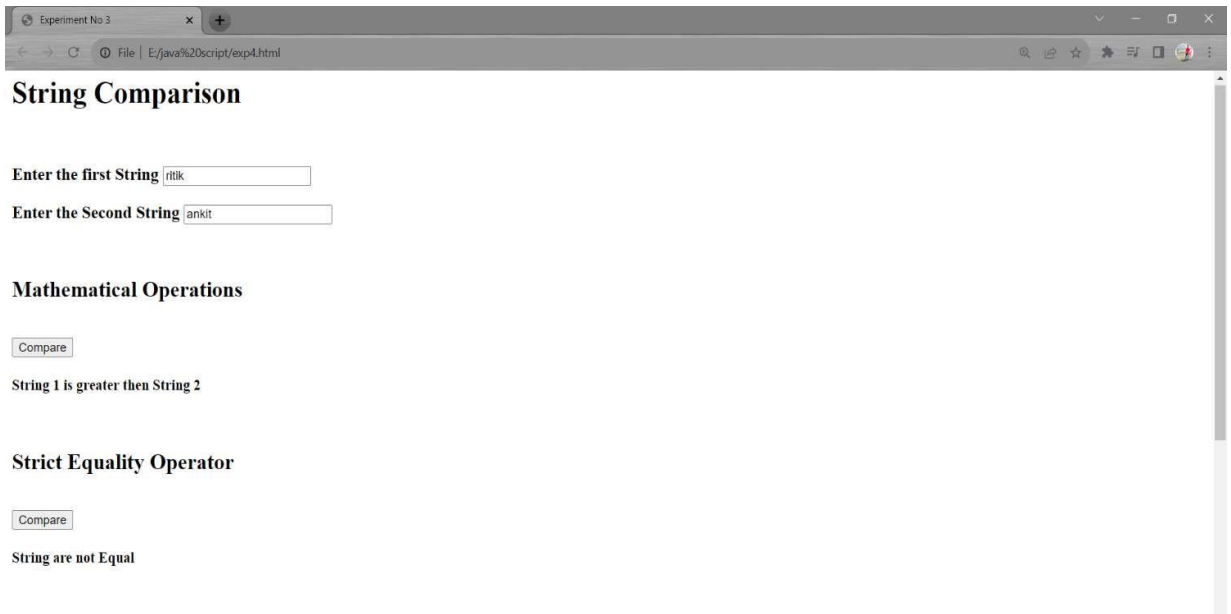 Experiment No 3
File | E:/java%20script/exp4.html
String Comparison
Enter the first String ritik
Enter the Second String ankit
Mathematical Operations
Compare
String 1 is greater then String 2
Strict Equality Operator
Compare
String are not Equal